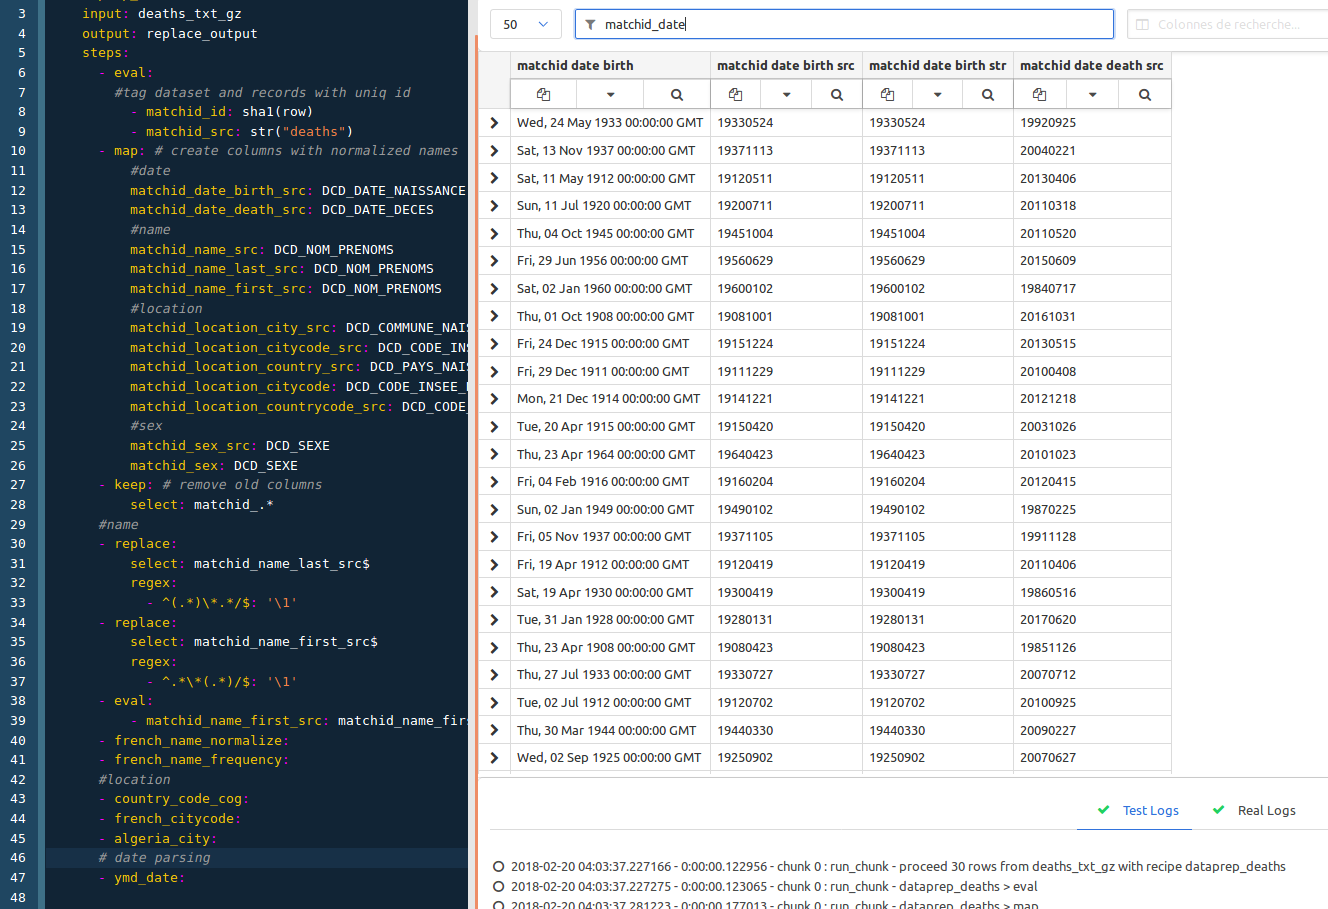 3 input: deaths_txt_gz
4 output: replace_output
5 steps:
6 - eval:
7 #tag dataset and records with uniq id
8 - matchid_id: sha1(row)
9 - matchid_src: str("deaths")
10 - map: # create columns with normalized names
11 #date
12 matchid_date_birth_src: DCD_DATE_NAISSANCE
13 matchid_date_death_src: DCD_DATE_DECES
14 #name
15 matchid_name_src: DCD_NOM_PRENOMS
16 matchid_name_last_src: DCD_NOM_PRENOMS
17 matchid_name_first_src: DCD_NOM_PRENOMS
18 #location
19 matchid_location_city_src: DCD_COMMUNE_NAIS
20 matchid_location_citycode_src: DCD_CODE_INS
21 matchid_location_country_src: DCD_PAYS_NAIS
22 matchid_location_citycode: DCD_CODE_INSEE_
23 matchid_location_countrycode_src: DCD_CODE_
24 #sex
25 matchid_sex_src: DCD_SEXE
26 matchid_sex: DCD_SEXE
27 - keep: # remove old columns
28 select: matchid_.*
29 #name
30 - replace:
31 select: matchid_name_last_src$
32 regex:
33 - ^(.*)\*.*/$: '\1'
34 - replace:
35 select: matchid_name_first_src$
36 regex:
37 - ^.*\*(.*)/$: '\1'
38 - eval:
39 - matchid_name_first_src: matchid_name_firs
40 - french_name_normalize:
41 - french_name_frequency:
42 #location
43 - country_code_cog:
44 - french_citycode:
45 - algeria_city:
46 # date parsing
47 - ymd_date:
48
50 matchid_date Colonnes de recherche...
matchid date birth matchid date birth src matchid date birth str matchid date death src
Wed, 24 May 1933 00:00:00 GMT 19330524 19330524 19920925
Sat, 13 Nov 1937 00:00:00 GMT 19371113 19371113 20040221
Sat, 11 May 1912 00:00:00 GMT 19120511 19120511 20130406
Sun, 11 Jul 1920 00:00:00 GMT 19200711 19200711 20110318
Thu, 04 Oct 1945 00:00:00 GMT 19451004 19451004 20110520
Fri, 29 Jun 1956 00:00:00 GMT 19560629 19560629 20150609
Sat, 02 Jan 1960 00:00:00 GMT 19600102 19600102 19840717
Thu, 01 Oct 1908 00:00:00 GMT 19081001 19081001 20161031
Fri, 24 Dec 1915 00:00:00 GMT 19151224 19151224 20130515
Fri, 29 Dec 1911 00:00:00 GMT 19111229 19111229 20100408
Mon, 21 Dec 1914 00:00:00 GMT 19141221 19141221 20121218
Tue, 20 Apr 1915 00:00:00 GMT 19150420 19150420 20031026
Thu, 23 Apr 1964 00:00:00 GMT 19640423 19640423 20101023
Fri, 04 Feb 1916 00:00:00 GMT 19160204 19160204 20120415
Sun, 02 Jan 1949 00:00:00 GMT 19490102 19490102 19870225
Fri, 05 Nov 1937 00:00:00 GMT 19371105 19371105 19911128
Fri, 19 Apr 1912 00:00:00 GMT 19120419 19120419 20110406
Sat, 19 Apr 1930 00:00:00 GMT 19300419 19300419 19860516
Tue, 31 Jan 1928 00:00:00 GMT 19280131 19280131 20170620
Thu, 23 Apr 1908 00:00:00 GMT 19080423 19080423 19851126
Thu, 27 Jul 1933 00:00:00 GMT 19330727 19330727 20070712
Tue, 02 Jul 1912 00:00:00 GMT 19120702 19120702 20100925
Thu, 30 Mar 1944 00:00:00 GMT 19440330 19440330 20090227
Wed, 02 Sep 1925 00:00:00 GMT 19250902 19250902 20070627
Test Logs Real Logs
2018-02-20 04:03:37.227166 - 0:00:00.122956 - chunk 0 : run_chunk - proceed 30 rows from deaths_txt_gz with recipe dataprep_deaths
2018-02-20 04:03:37.227275 - 0:00:00.123065 - chunk 0 : run_chunk - dataprep_deaths > eval
2018-02-20 04:03:37.281223 - 0:00:00.177013 - chunk 0 : run_chunk - dataprep_deaths > map